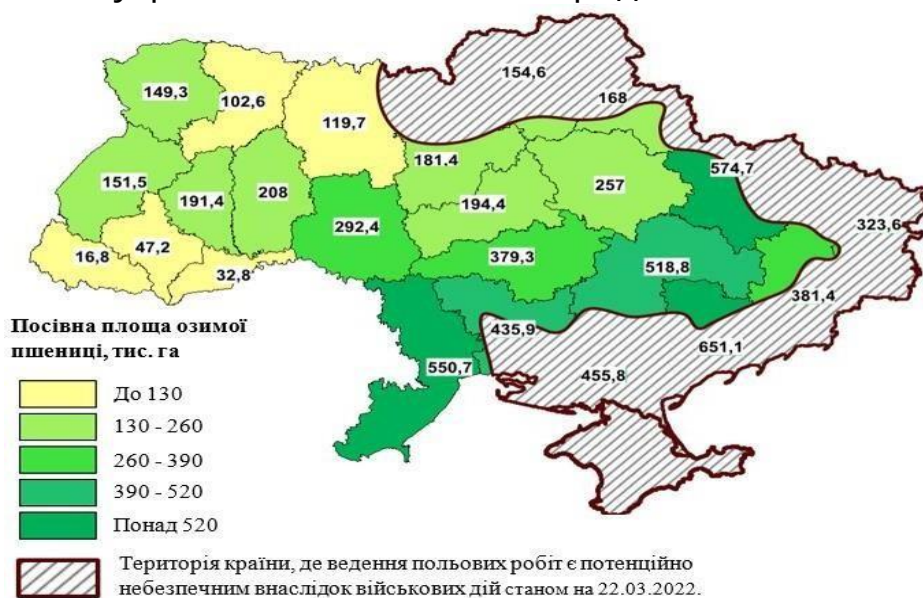 154,6
149,3
102,6
168
119,7
181.4
574,7
151,5
191,4
208
257
194,4
323,6
292,4
47,2
16,8
379,3
518,8
32,8
381,4
435,9
651,1
550,7
455,8
Посівна площа озимої
пшениці, тис. га
До 130
130 - 260
260 - 390
390 - 520
Понад 520
Територія країни, де ведення польових робіт є потенційно
небезпечним внаслідок військових дій станом на 22.03.2022.